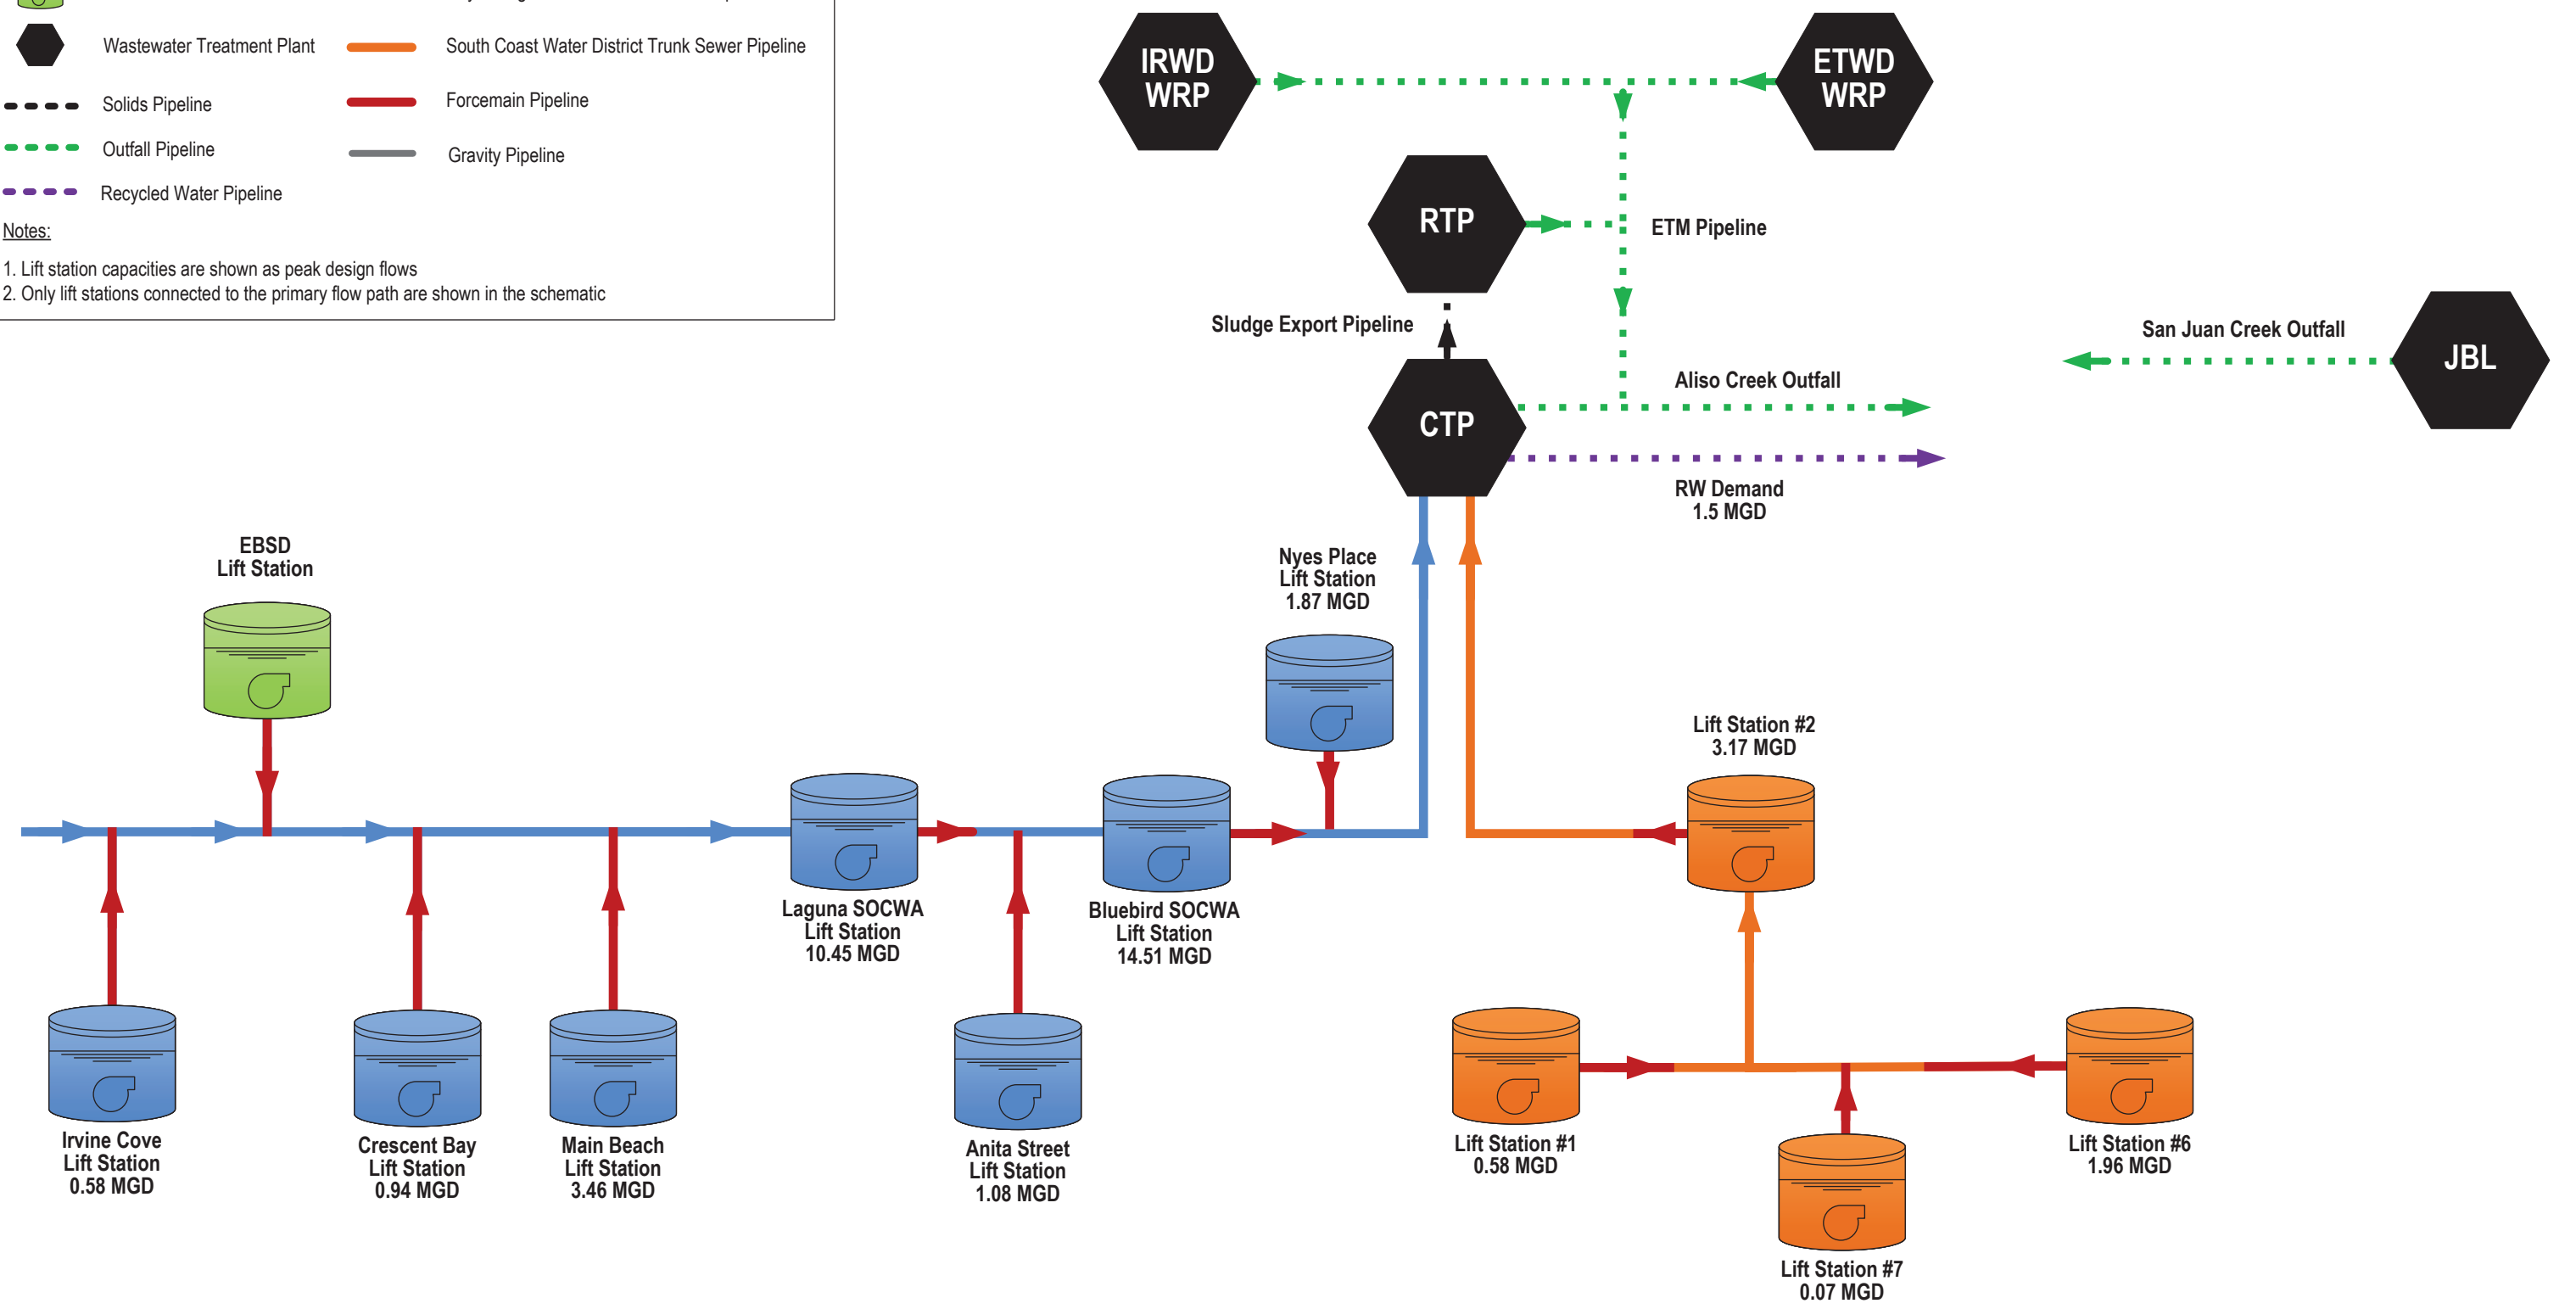 Wastewater Treatment Plant
South Coast Water District Trunk Sewer Pipeline
Solids Pipeline
Forcemain Pipeline
Outfall Pipeline
Gravity Pipeline
Recycled Water Pipeline
Notes:
1. Lift station capacities are shown as peak design flows
2. Only lift stations connected to the primary flow path are shown in the schematic
IRWD
WRP
ETWD
WRP
RTP
ETM Pipeline
Sludge Export Pipeline
San Juan Creek Outfall
JBL
Aliso Creek Outfall
CTP
RW Demand
1.5 MGD
EBSD
Lift Station
Nyes Place
Lift Station
1.87 MGD
Lift Station #2
3.17 MGD
Laguna SOCWA
Lift Station
10.45 MGD
Bluebird SOCWA
Lift Station
14.51 MGD
Irvine Cove
Lift Station
0.58 MGD
Crescent Bay
Lift Station
0.94 MGD
Main Beach
Lift Station
3.46 MGD
Anita Street
Lift Station
1.08 MGD
Lift Station #1
0.58 MGD
Lift Station #6
1.96 MGD
Lift Station #7
0.07 MGD